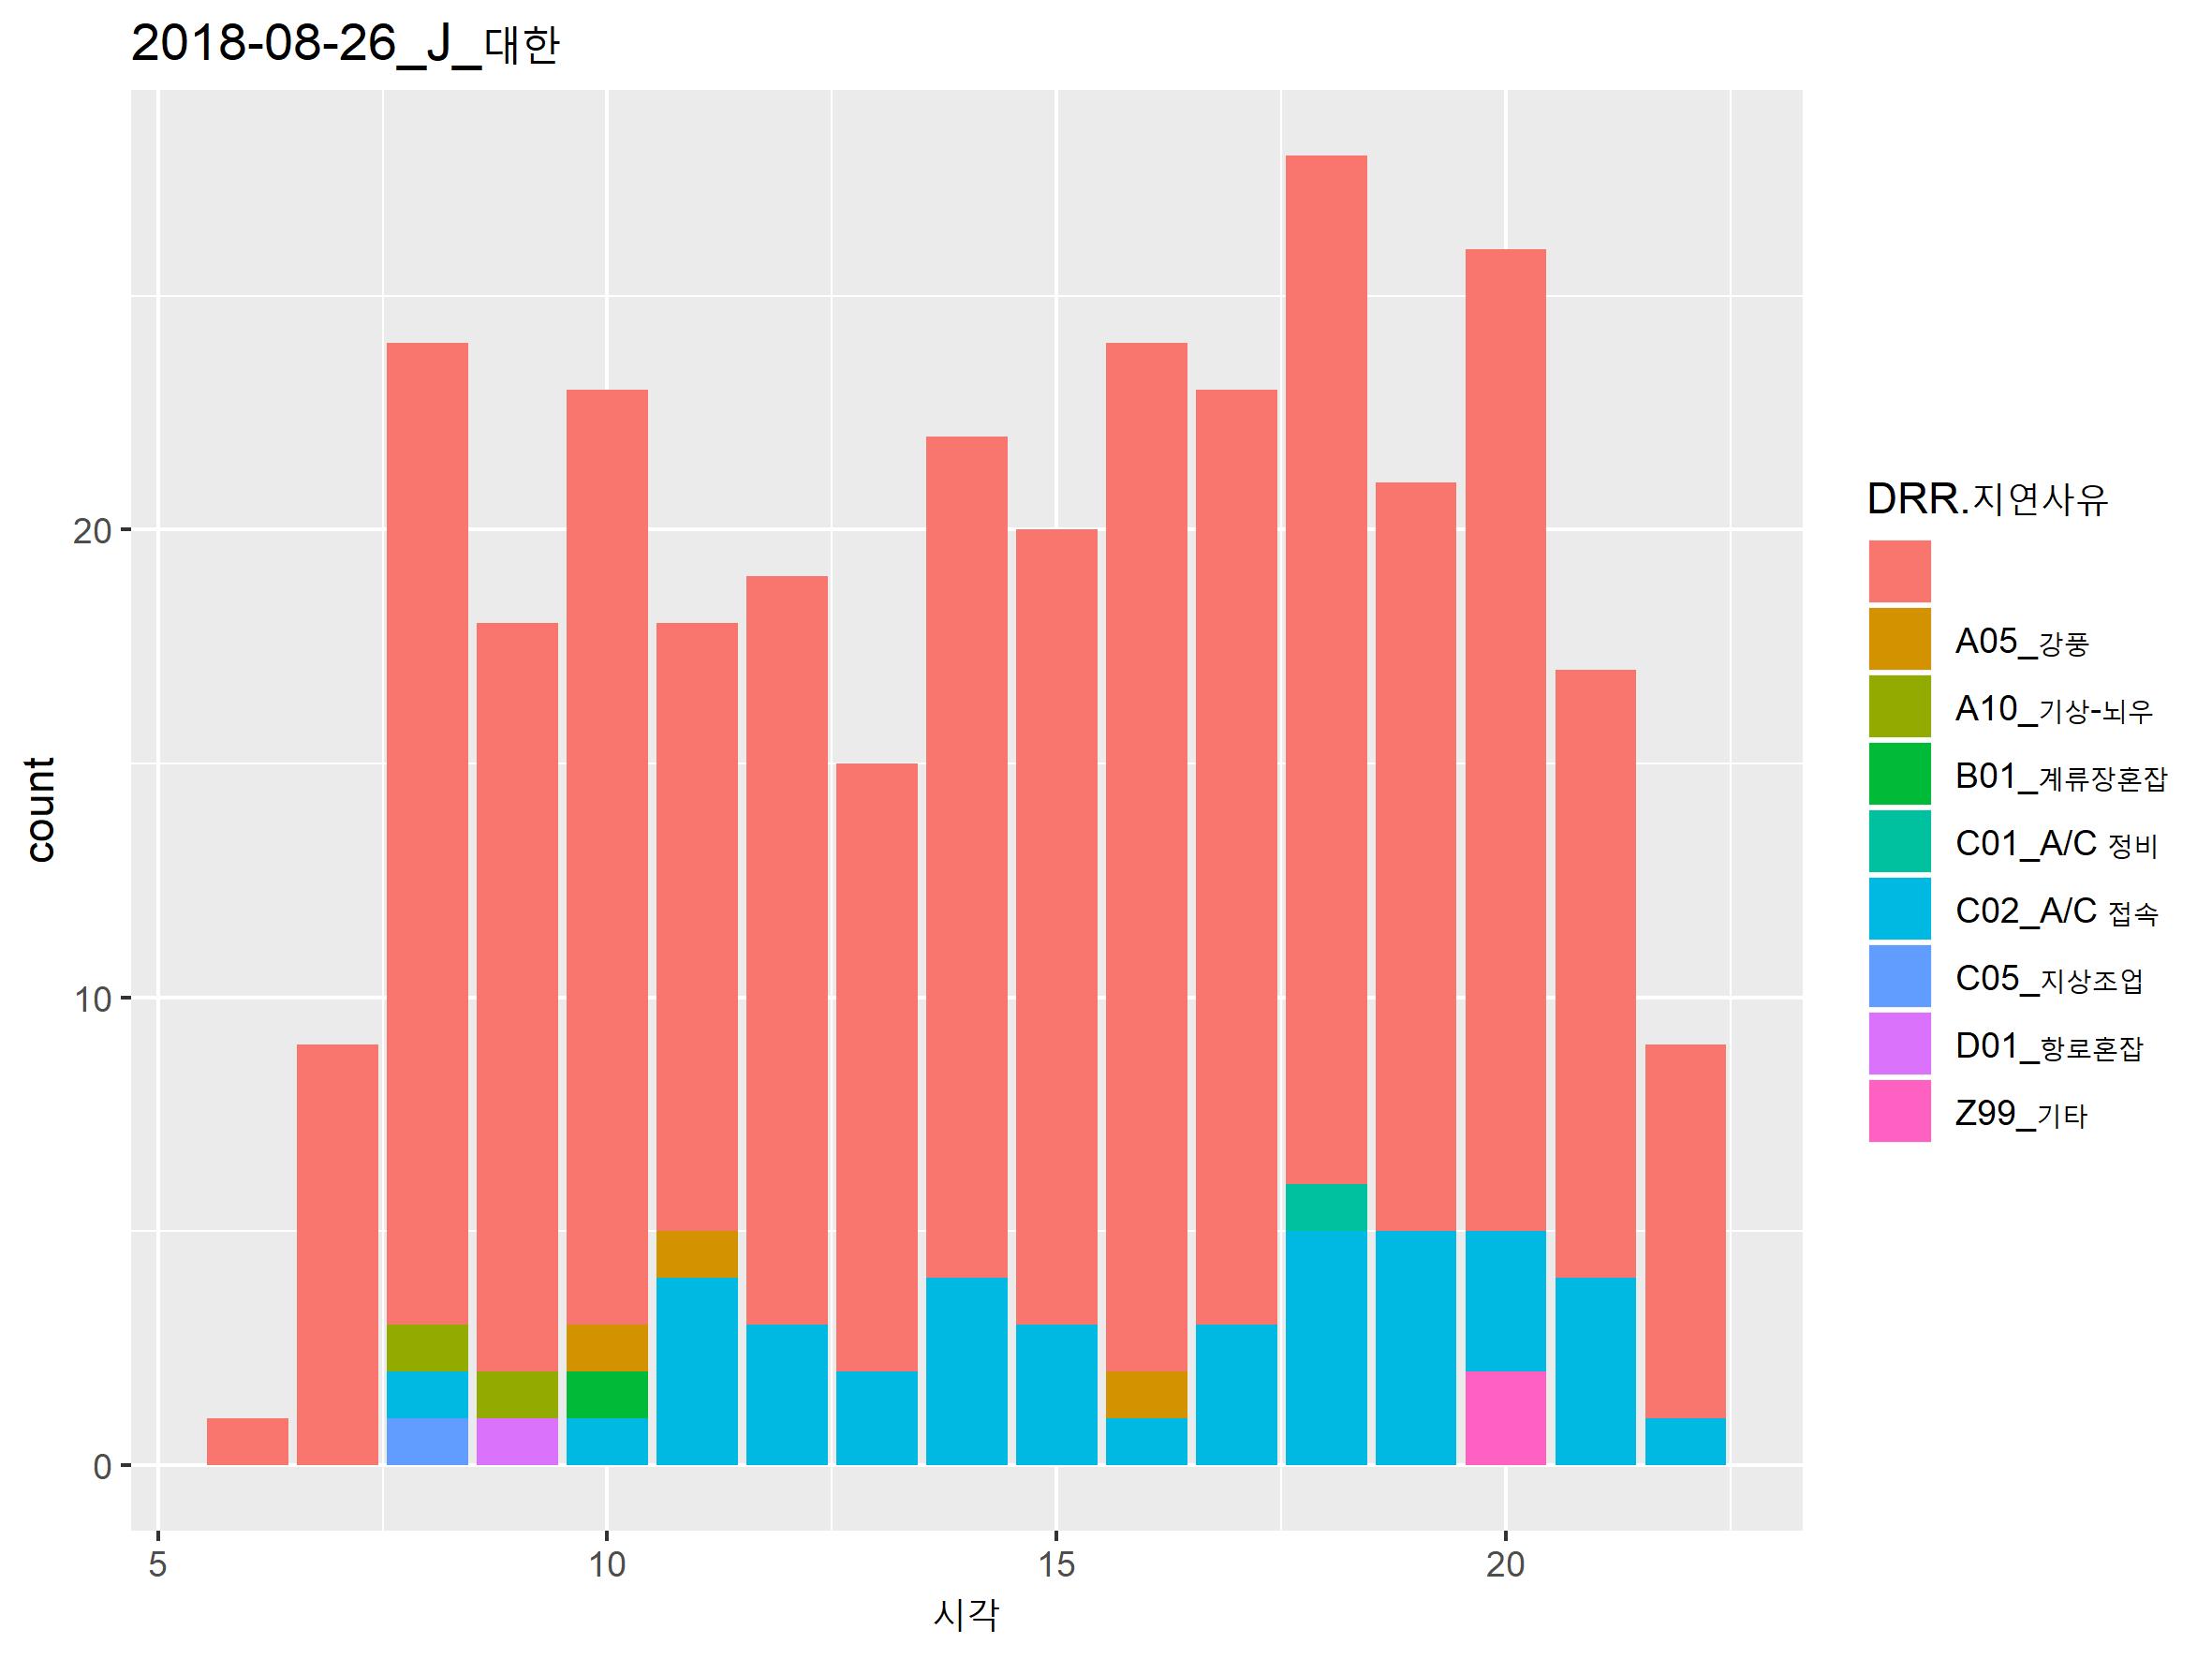 2018-08-26_J_대한
count
20
10
0
5
10
15
20
시각
DRR.지연사유
A05_강풍
A10_기상-뇌우
B01_계류장혼잡
C01_A/C 정비
C02_A/C 접속
C05_지상조업
D01_항로혼잡
Z99_기타